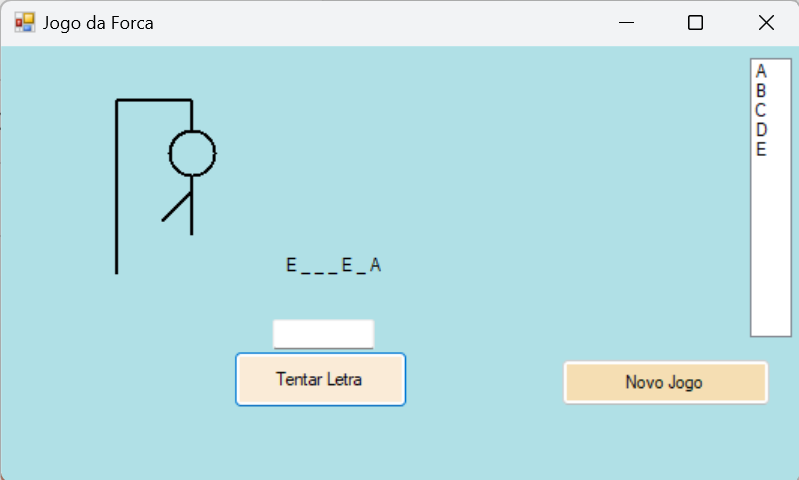 Jogo da Forca
A
B
C
D
E
E _ _ _ E _ A
Tentar Letra
Novo Jogo